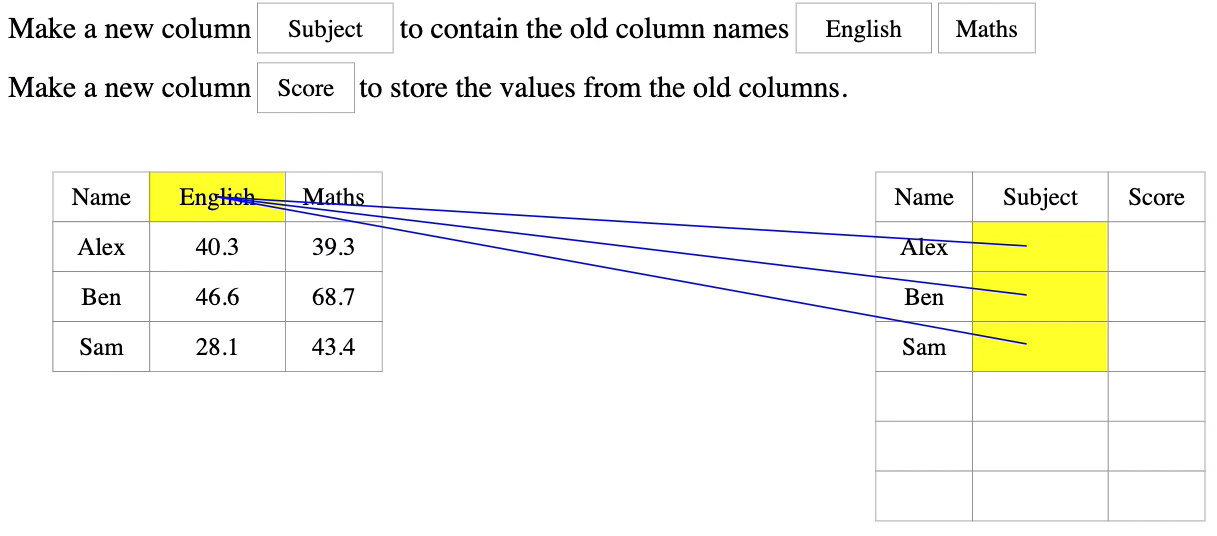 Make a new column Subject to contain the old column names English Maths
Make a new column Score to store the values from the old columns.
Name English Maths
Alex 40.3 39.3
Ben 46.6 68.7
Sam 28.1 43.4
Name Subject Score
Alex
Ben
Sam